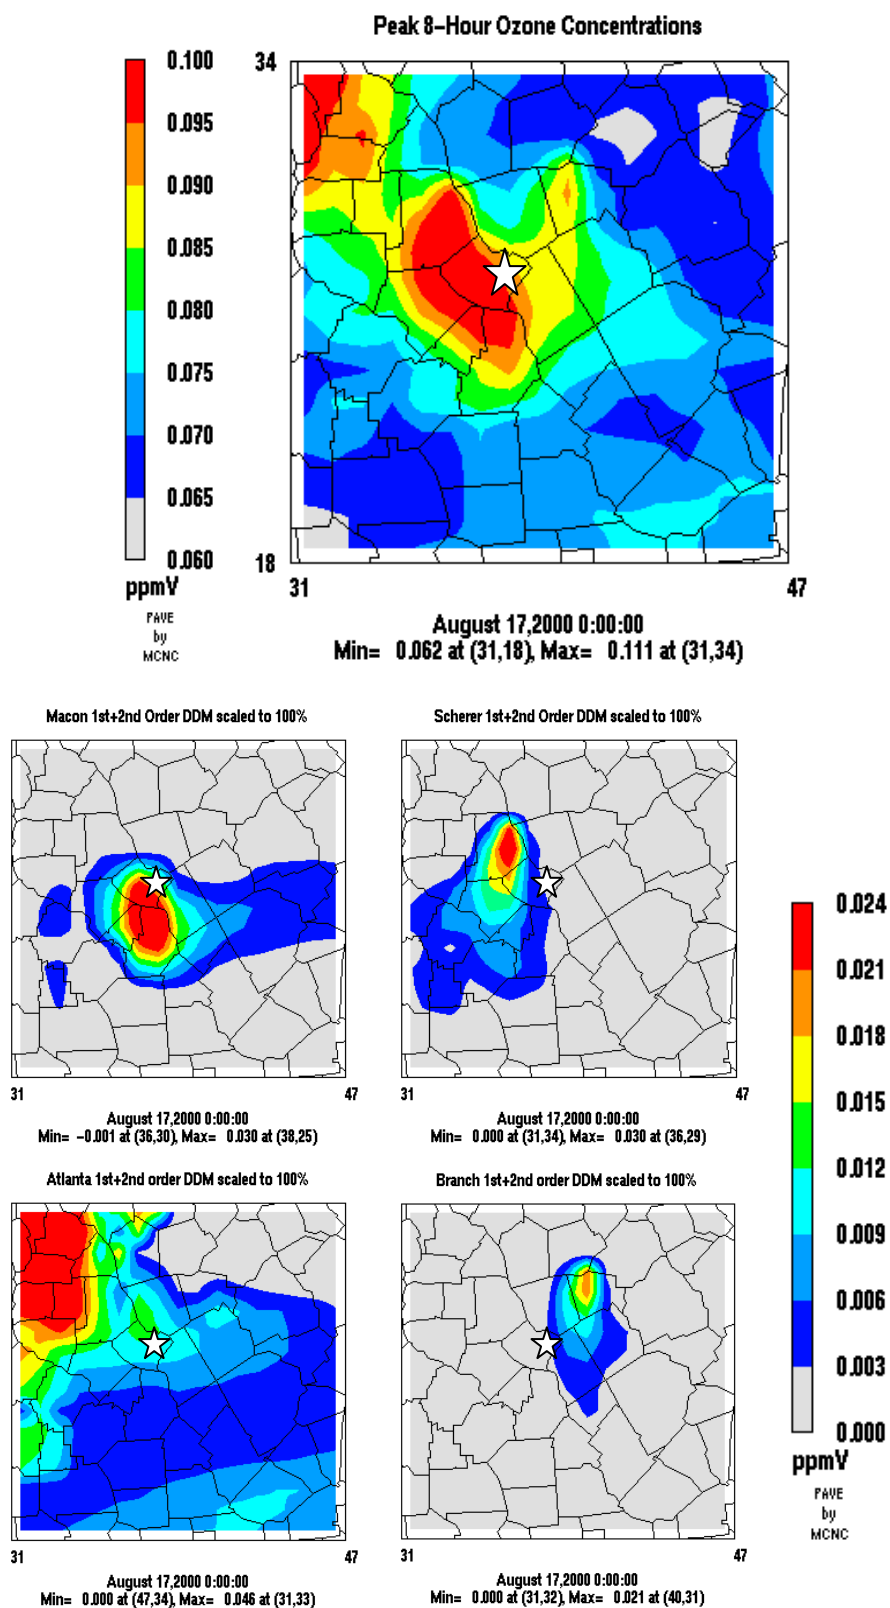 Peak 8-Hour Ozone Concentrations
0.100
0.095
0.090
0.085
0.080
0.075
0.070
0.065
0.060
ppmV
PAVE
by
MCNC
34
18
31
47
August 17,2000 0:00:00
Min= 0.062 at (31,18), Max= 0.111 at (31,34)
Macon 1st+2nd Order DDM scaled to 100%
31
47
August 17,2000 0:00:00
Min= -0.001 at (36,30), Max= 0.030 at (38,25)
Scherer 1st+2nd Order DDM scaled to 100%
31
47
August 17,2000 0:00:00
Min= 0.000 at (31,34), Max= 0.030 at (36,29)
Atlanta 1st+2nd order DDM scaled to 100%
31
47
August 17,2000 0:00:00
Min= 0.000 at (47,34), Max= 0.046 at (31,33)
Branch 1st+2nd order DDM scaled to 100%
31
47
August 17,2000 0:00:00
Min= 0.000 at (31,32), Max= 0.021 at (40,31)
0.024
0.021
0.018
0.015
0.012
0.009
0.006
0.003
0.000
ppmV
PAVE
by
MCNC